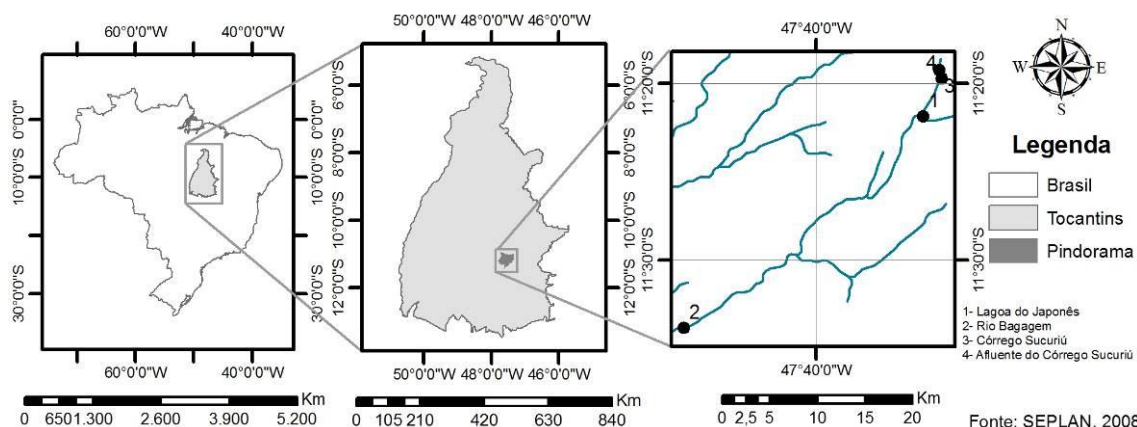 60°0'0"W 40°0'0"W
0°0'0"
10°0'0"S
30°0'0"S
0°0'0"
10°0'0"S
30°0'0"S
60°0'0"W 40°0'0"W
Km
0 6501.300 2.600 3.900 5.200
50°0'0"W 48°0'0"W 46°0'0"W
6°0'0"S
8°0'0"S
10°0'0"S
12°0'0"S
6°0'0"S
8°0'0"S
10°0'0"S
12°0'0"S
50°0'0"W 48°0'0"W 46°0'0"W
Km
0 105 210 420 630 840
47°40'0"W
11°20'0"S
11°30'0"S
4
3
1
2
11°20'0"S
11°30'0"S
47°40'0"W
Km
0 2,5 5 10 15 20
N
W E
S
Legenda
Brasil
Tocantins
Pindorama
1- Lagoa do Japonês
2- Rio Bagagem
3- Córrego Sucuriú
4- Afluente do Córrego Sucuriú
Fonte: SEPLAN, 2008